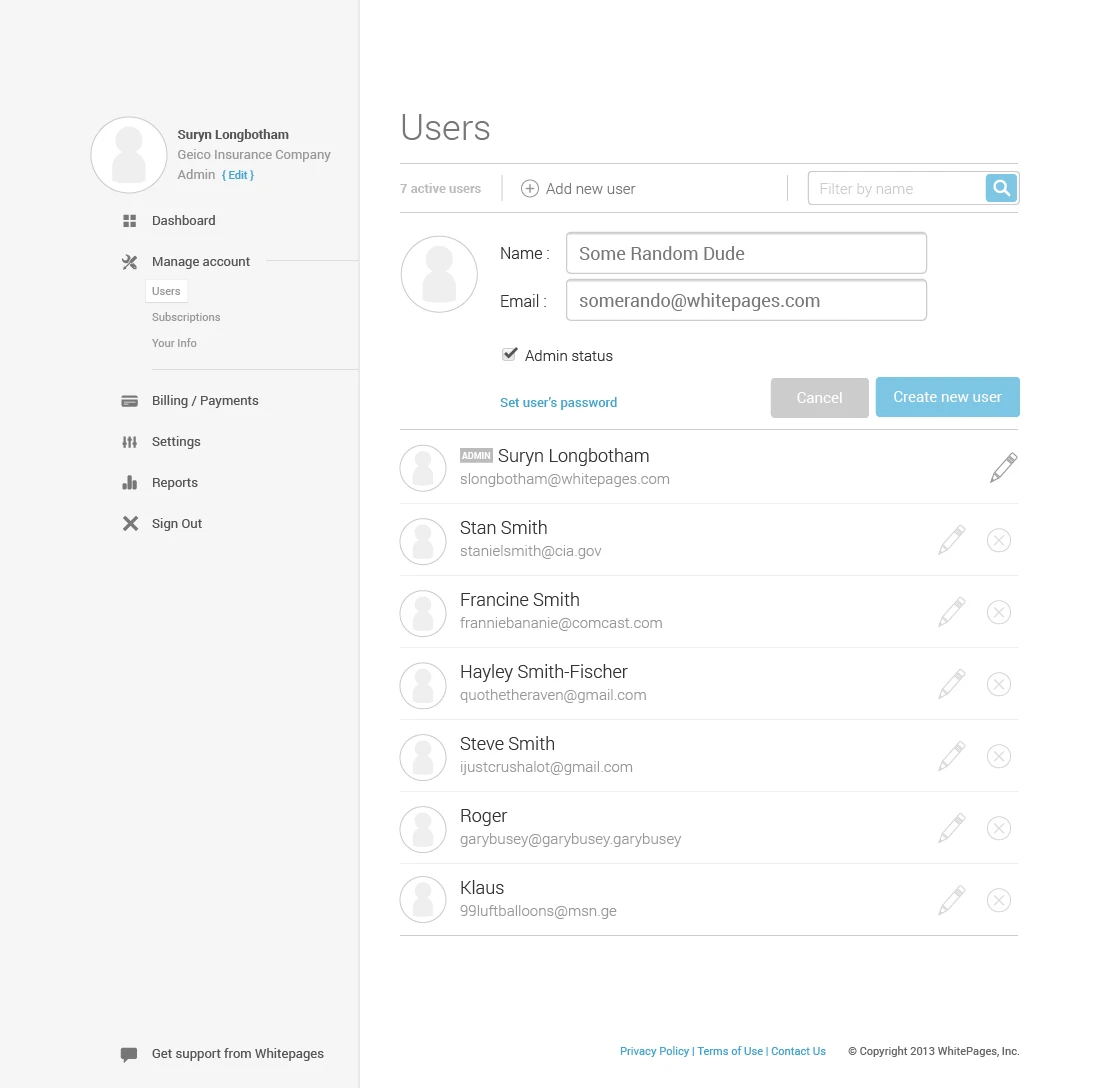 Suryn Longbotham
Geico Insurance Company
Admin { Edit }
Dashboard
Manage account
Users
Subscriptions
Your Info
Billing / Payments
Settings
Reports
Sign Out
Get support from Whitepages
Users
7 active users
Add new user
Filter by name
Name : Some Random Dude
Email : somerando@whitepages.com
Admin status
Set user's password
Cancel
Create new user
ADMIN Suryn Longbotham
slongbotham@whitepages.com
Stan Smith
stanielsmith@cia.gov
Francine Smith
franniebananie@comcast.com
Hayley Smith-Fischer
quothetheraven@gmail.com
Steve Smith
ijustcrushalot@gmail.com
Roger
garybusey@garybusey.garybusey
Klaus
99luftballoons@msn.ge
Privacy Policy | Terms of Use | Contact Us © Copyright 2013 WhitePages, Inc.